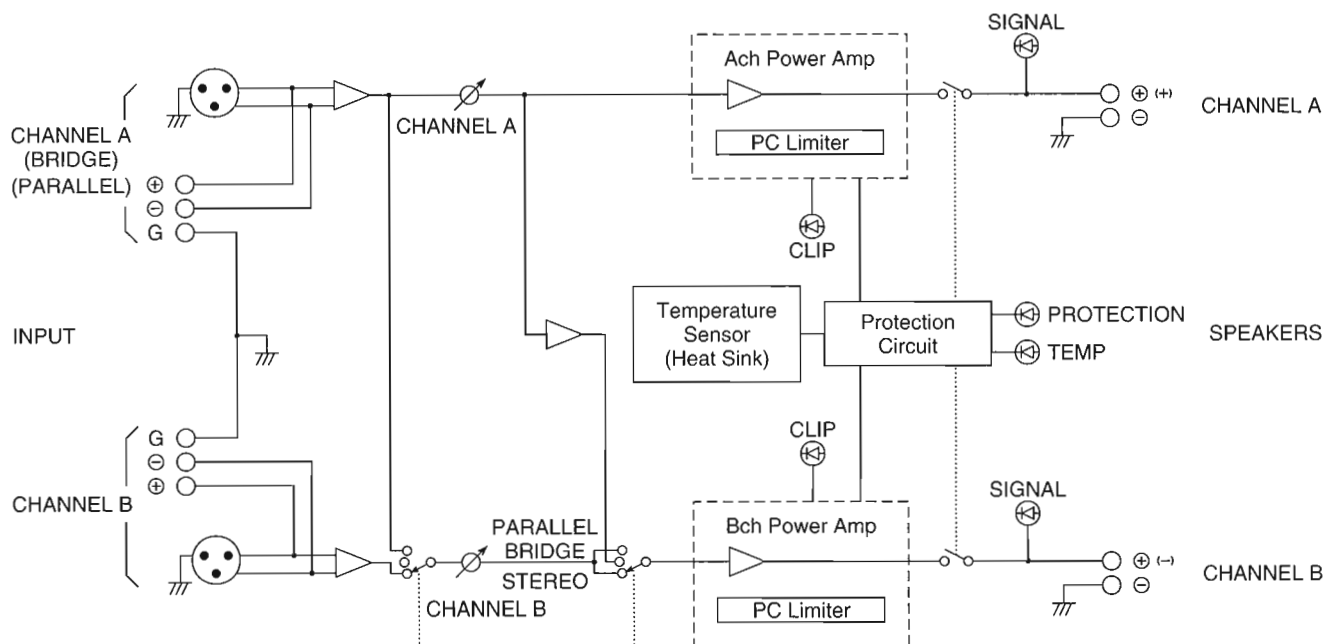 SIGNAL
Ach Power Amp
CHANNEL A
(BRIDGE)
(PARALLEL)
CHANNEL A
⊕ (+)
⊖
CHANNEL A
PC Limiter
⊕
⊖
G
CLIP
INPUT
Temperature
Sensor
(Heat Sink)
Protection
Circuit
PROTECTION
TEMP
SPEAKERS
G
⊖
⊕
CHANNEL B
CLIP
SIGNAL
PARALLEL
BRIDGE
STEREO
CHANNEL B
Bch Power Amp
PC Limiter
⊕ (−)
⊖
CHANNEL B